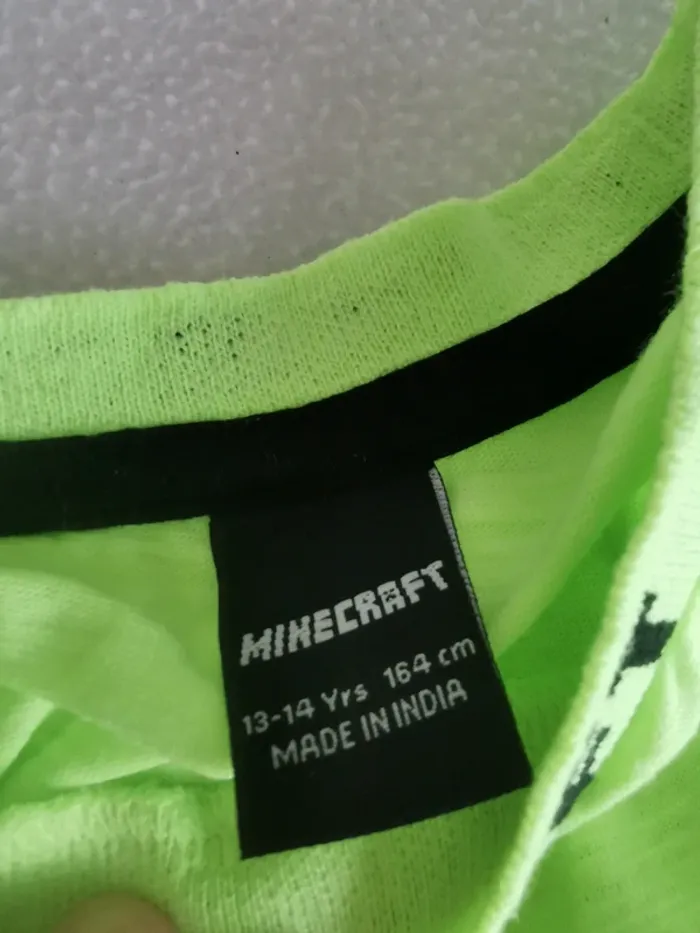 MINECRAFT
13-14 Yrs 164 cm
MADE IN INDIA